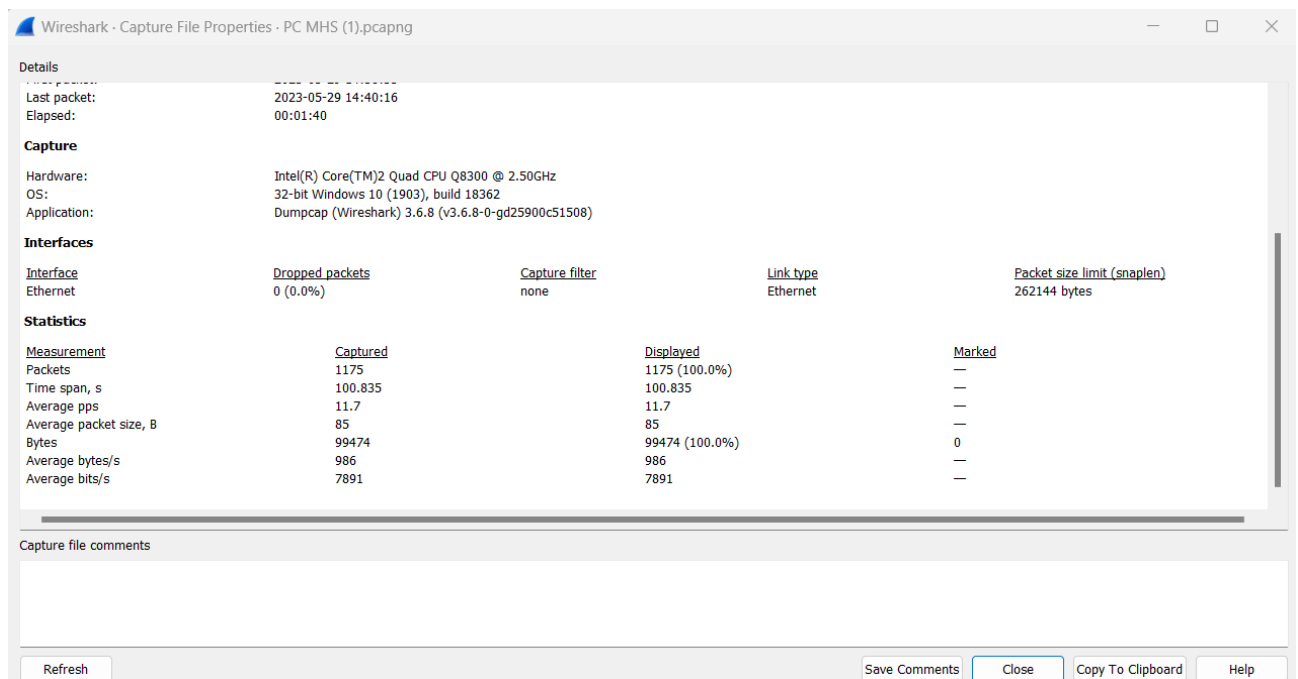 Wireshark · Capture File Properties · PC MHS (1).pcapng
Details
Last packet: 2023-05-29 14:40:16
Elapsed: 00:01:40
Capture
Hardware: Intel(R) Core(TM)2 Quad CPU Q8300 @ 2.50GHz
OS: 32-bit Windows 10 (1903), build 18362
Application: Dumpcap (Wireshark) 3.6.8 (v3.6.8-0-gd25900c51508)
Interfaces
Interface Dropped packets Capture filter Link type Packet size limit (snaplen)
Ethernet 0 (0.0%) none Ethernet 262144 bytes
Statistics
Measurement Captured Displayed Marked
Packets 1175 1175 (100.0%) —
Time span, s 100.835 100.835 —
Average pps 11.7 11.7 —
Average packet size, B 85 85 —
Bytes 99474 99474 (100.0%) 0
Average bytes/s 986 986 —
Average bits/s 7891 7891 —
Capture file comments
Refresh Save Comments Close Copy To Clipboard Help